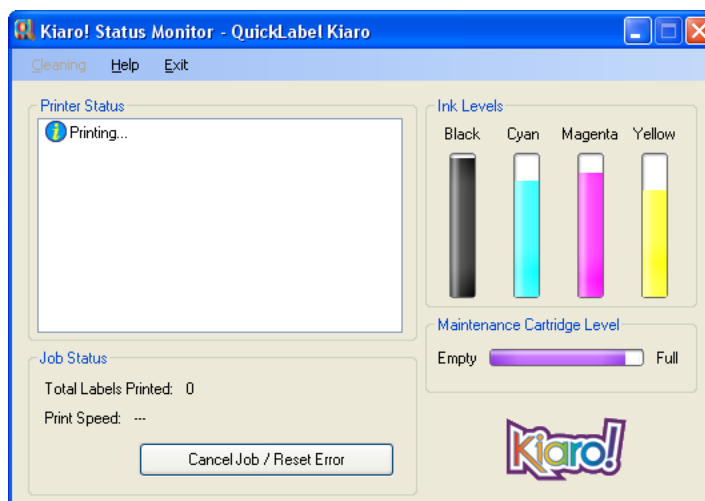 Kiaro! Status Monitor - QuickLabel Kiaro
Cleaning Help Exit
Printer Status
Printing...
Ink Levels
Black Cyan Magenta Yellow
Maintenance Cartridge Level
Empty Full
Job Status
Total Labels Printed: 0
Print Speed: ---
Cancel Job / Reset Error
Kiaro!